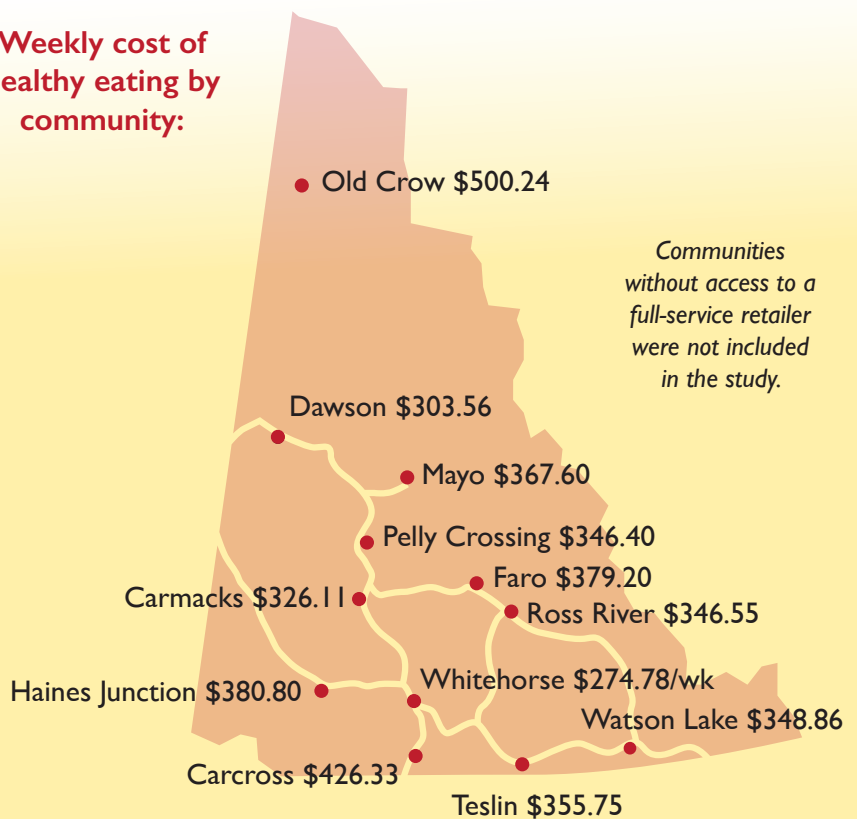 Weekly cost of
ealthy eating by
community:
Old Crow $500.24
Communities
without access to a
full-service retailer
were not included
in the study.
Dawson $303.56
Mayo $367.60
Pelly Crossing $346.40
Faro $379.20
Carmacks $326.11
Ross River $346.55
Whitehorse $274.78/wk
Haines Junction $380.80
Watson Lake $348.86
Carcross $426.33
Teslin $355.75